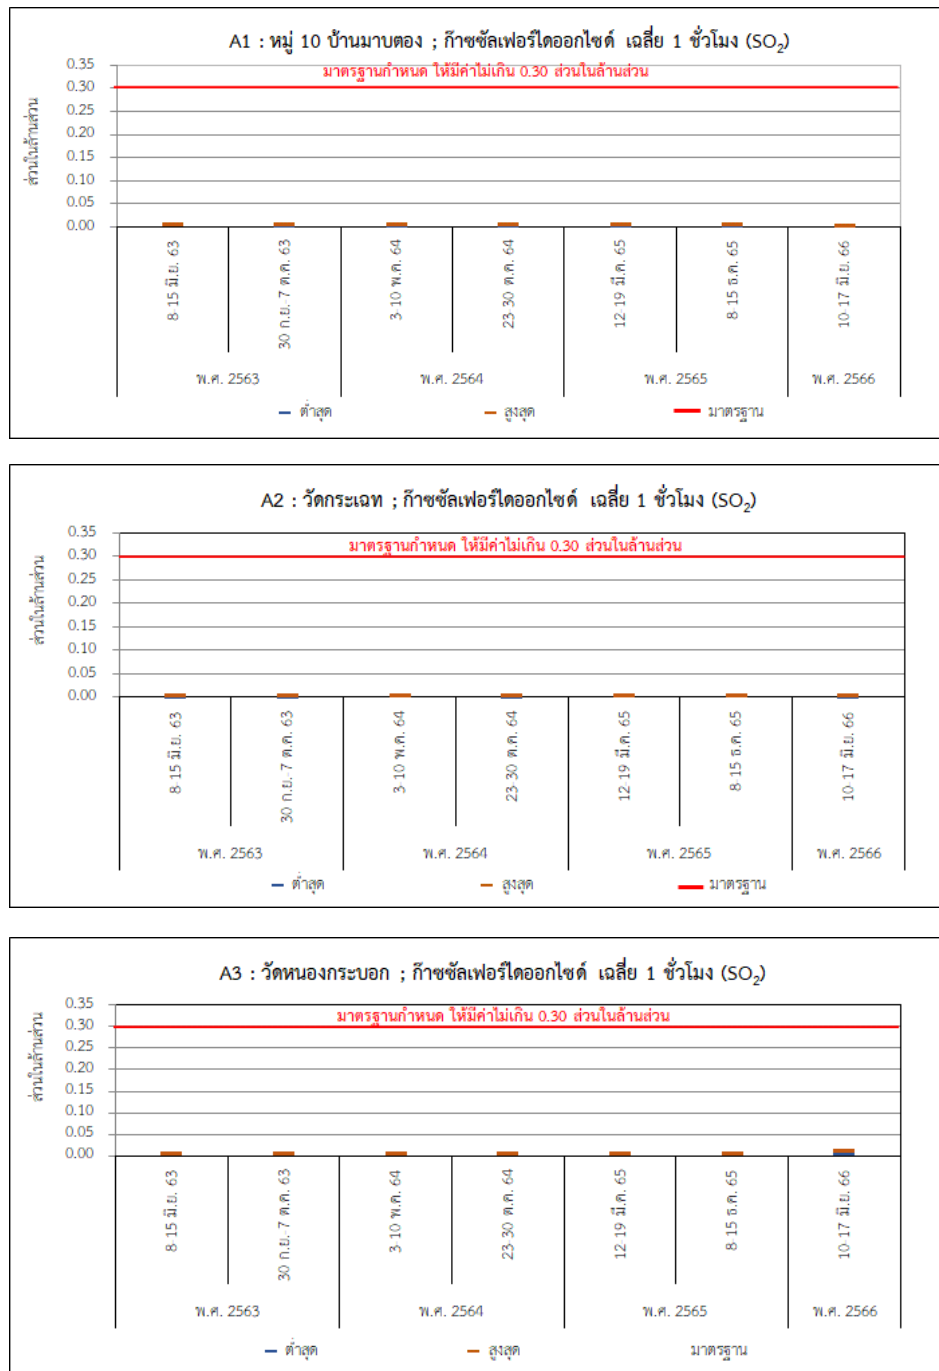 A1 : หมู่ 10 บ้านมาบตอง ; ก๊าซซัลเฟอร์ไดออกไซด์ เฉลี่ย 1 ชั่วโมง (SO2)
มาตรฐานกำหนด ให้มีค่าไม่เกิน 0.30 ส่วนในล้านส่วน
ส่วนในล้านส่วน
0.35
0.30
0.25
0.20
0.15
0.10
0.05
0.00
8-15 มิ.ย. 63
30 ก.ย.-7 ต.ค. 63
3-10 พ.ค. 64
23-30 ต.ค. 64
12-19 มี.ค. 65
8-15 ธ.ค. 65
10-17 มิ.ย. 66
พ.ศ. 2563
พ.ศ. 2564
พ.ศ. 2565
พ.ศ. 2566
ต่ำสุด
สูงสุด
มาตรฐาน
A2 : วัดกระเฉท ; ก๊าซซัลเฟอร์ไดออกไซด์ เฉลี่ย 1 ชั่วโมง (SO2)
มาตรฐานกำหนด ให้มีค่าไม่เกิน 0.30 ส่วนในล้านส่วน
ส่วนในล้านส่วน
0.35
0.30
0.25
0.20
0.15
0.10
0.05
0.00
8-15 มิ.ย. 63
30 ก.ย.-7 ต.ค. 63
3-10 พ.ค. 64
23-30 ต.ค. 64
12-19 มี.ค. 65
8-15 ธ.ค. 65
10-17 มิ.ย. 66
พ.ศ. 2563
พ.ศ. 2564
พ.ศ. 2565
พ.ศ. 2566
ต่ำสุด
สูงสุด
มาตรฐาน
A3 : วัดหนองกระบอก ; ก๊าซซัลเฟอร์ไดออกไซด์ เฉลี่ย 1 ชั่วโมง (SO2)
มาตรฐานกำหนด ให้มีค่าไม่เกิน 0.30 ส่วนในล้านส่วน
ส่วนในล้านส่วน
0.35
0.30
0.25
0.20
0.15
0.10
0.05
0.00
8-15 มิ.ย. 63
30 ก.ย.-7 ต.ค. 63
3-10 พ.ค. 64
23-30 ต.ค. 64
12-19 มี.ค. 65
8-15 ธ.ค. 65
10-17 มิ.ย. 66
พ.ศ. 2563
พ.ศ. 2564
พ.ศ. 2565
พ.ศ. 2566
ต่ำสุด
สูงสุด
มาตรฐาน